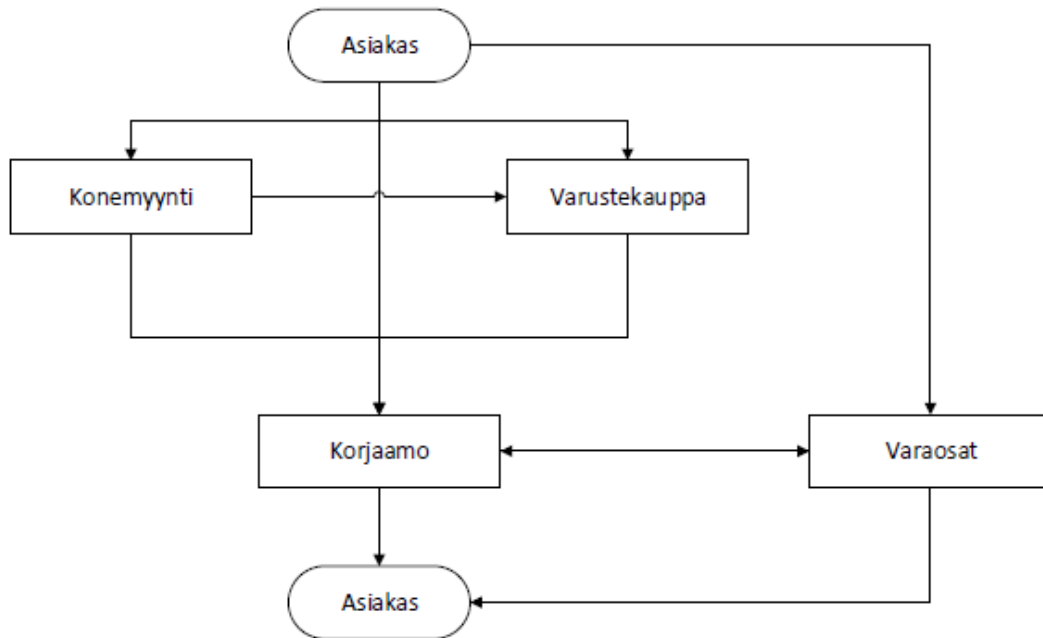 Asiakas
Konemyynti
Varustekauppa
Korjaamo
Varaosat
Asiakas